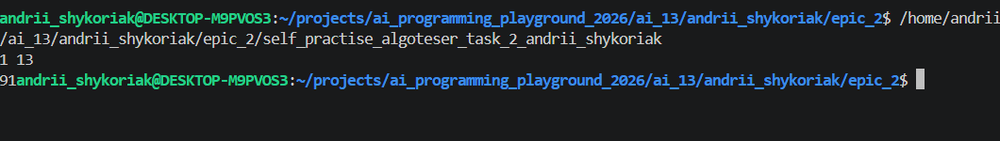 andrii_shykoriak@DESKTOP-M9PVOS3:~/projects/ai_programming_playground_2026/ai_13/andrii_shykoriak/epic_2$ /home/andrii
/ai_13/andrii_shykoriak/epic_2/self_practise_algoteser_task_2_andrii_shykoriak
1 13
91andrii_shykoriak@DESKTOP-M9PVOS3:~/projects/ai_programming_playground_2026/ai_13/andrii_shykoriak/epic_2$